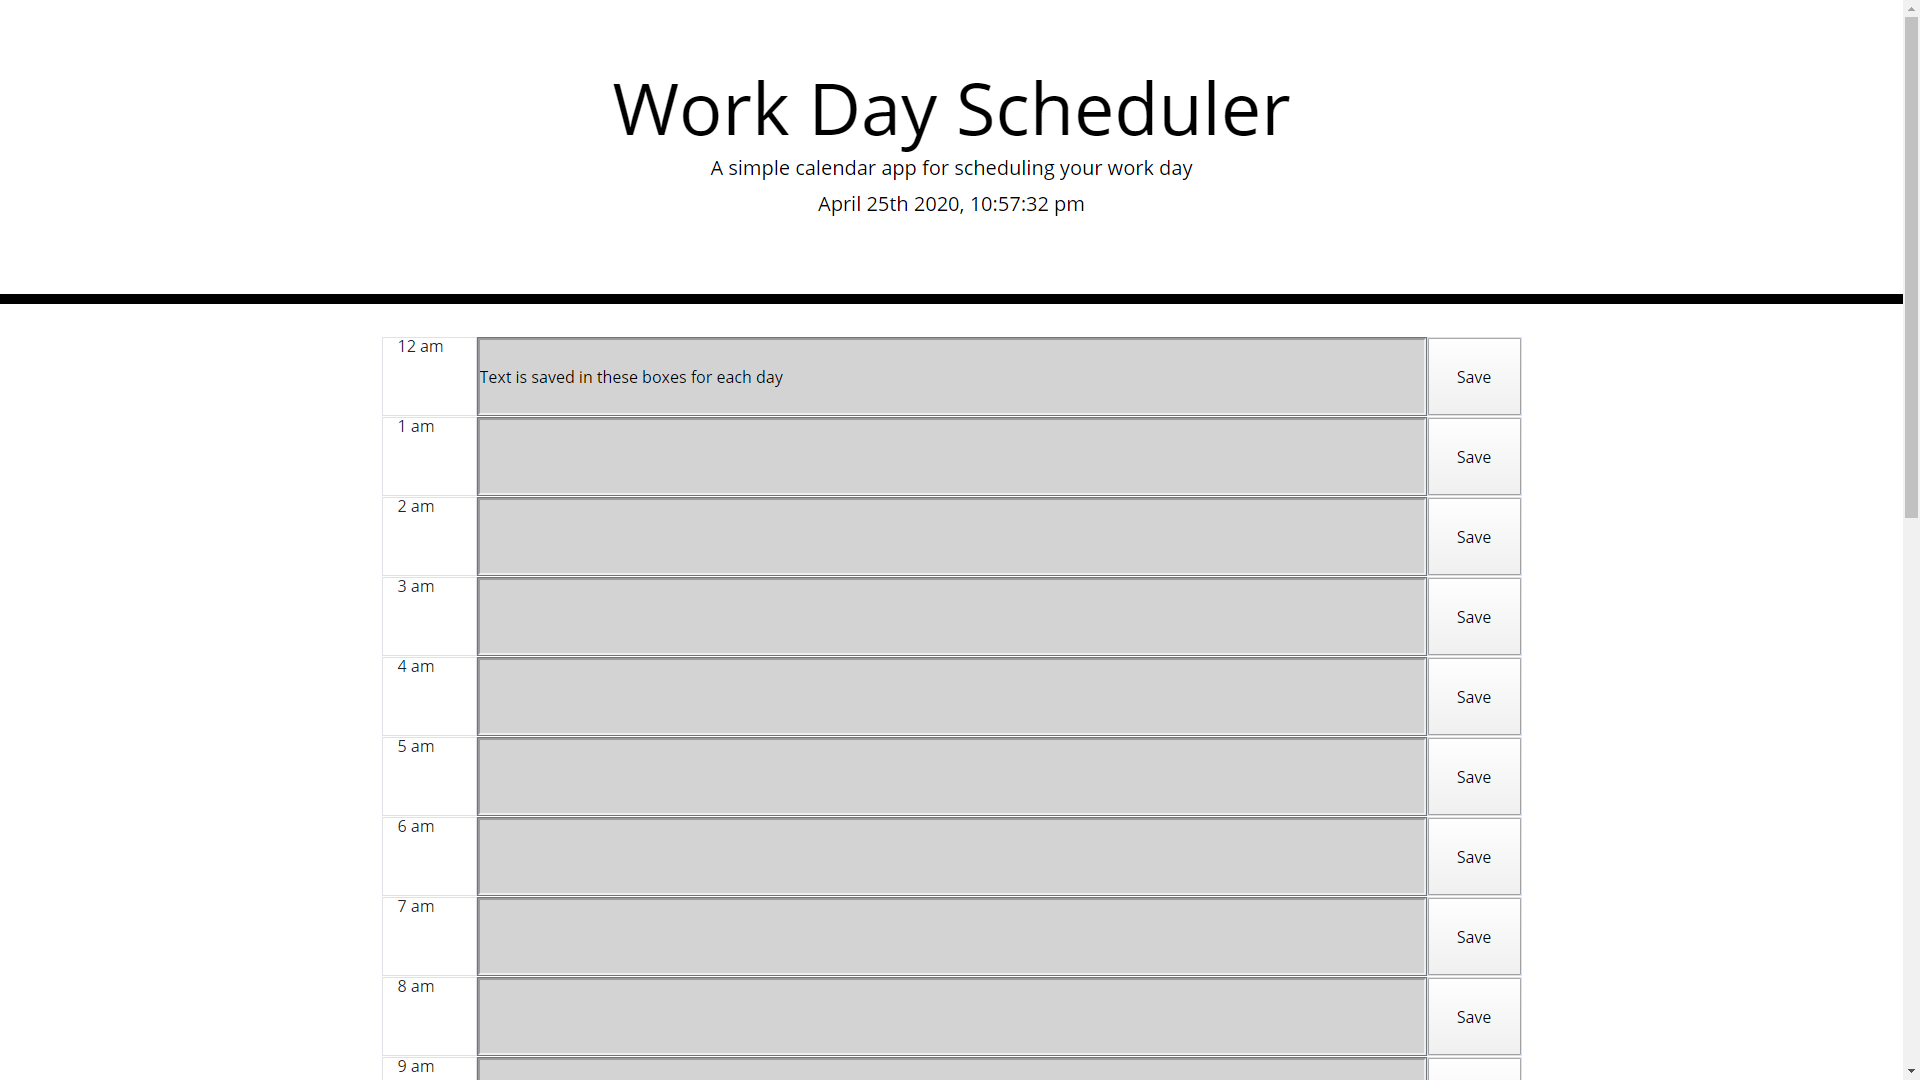 Work Day Scheduler
A simple calendar app for scheduling your work day
April 25th 2020, 10:57:32 pm
12 am
Text is saved in these boxes for each day
Save
1 am
Save
2 am
Save
3 am
Save
4 am
Save
5 am
Save
6 am
Save
7 am
Save
8 am
Save
9 am